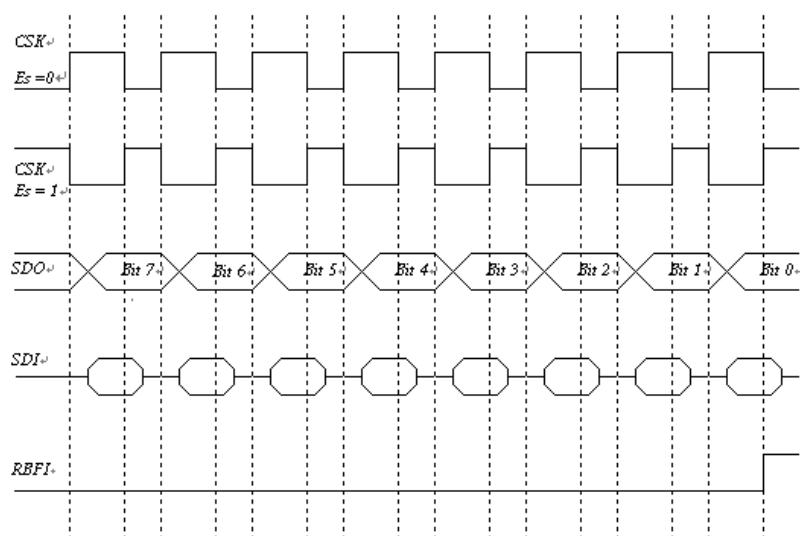 CSK↵
Es =0↵
CSK↵
Es = 1↵
SDO↵ Bit 7↵ Bit 6↵ Bit 5↵ Bit 4↵ Bit 3↵ Bit 2↵ Bit 1↵ Bit 0↵
SDI↵
RBFI↵